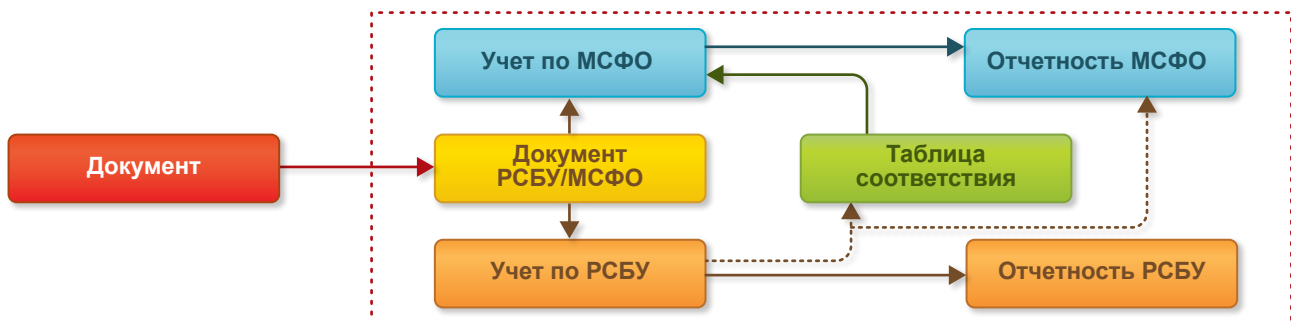 Учет по МСФО
Отчетность МСФО
Документ
Документ
РСБУ/МСФО
Таблица
соответствия
Учет по РСБУ
Отчетность РСБУ